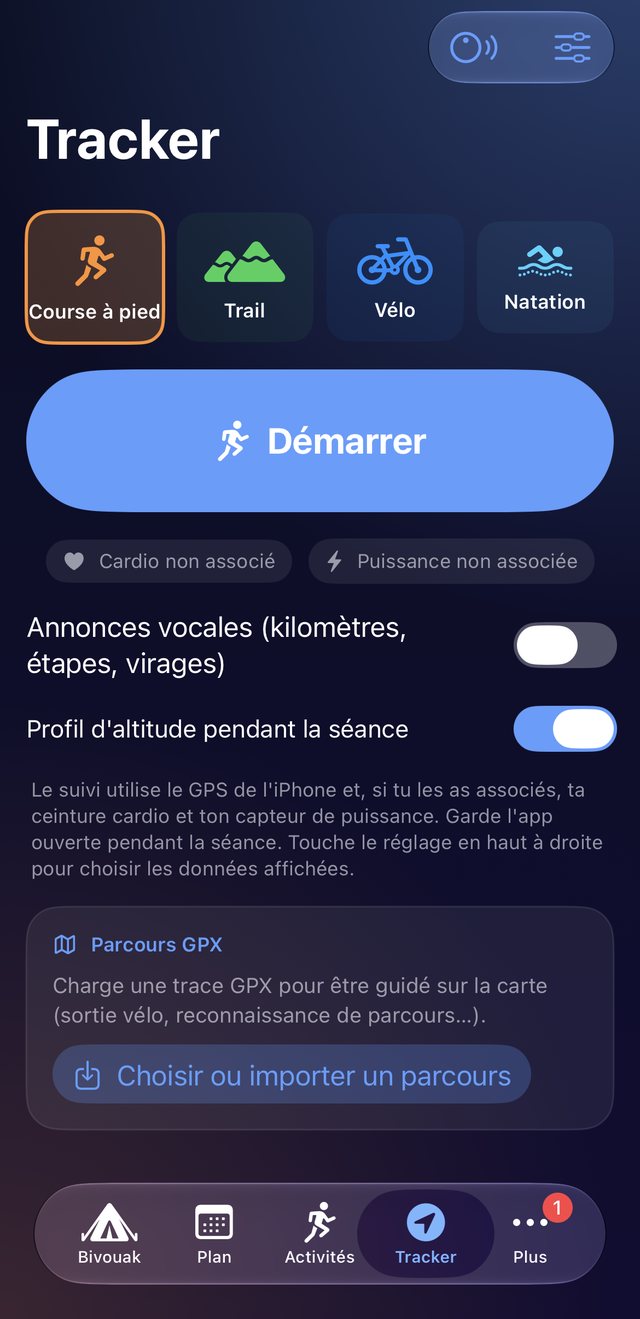 Tracker
Course à pied
Trail
Vélo
Natation
Démarrer
Cardio non associé
Puissance non associée
Annonces vocales (kilomètres,
étapes, virages)
Profil d'altitude pendant la séance
Le suivi utilise le GPS de l'iPhone et, si tu les as associés, ta
ceinture cardio et ton capteur de puissance. Garde l'app
ouverte pendant la séance. Touche le réglage en haut à droite
pour choisir les données affichées.
Parcours GPX
Charge une trace GPX pour être guidé sur la carte
(sortie vélo, reconnaissance de parcours...).
Choisir ou importer un parcours
1
Bivouak
Plan
Activités
Tracker
Plus